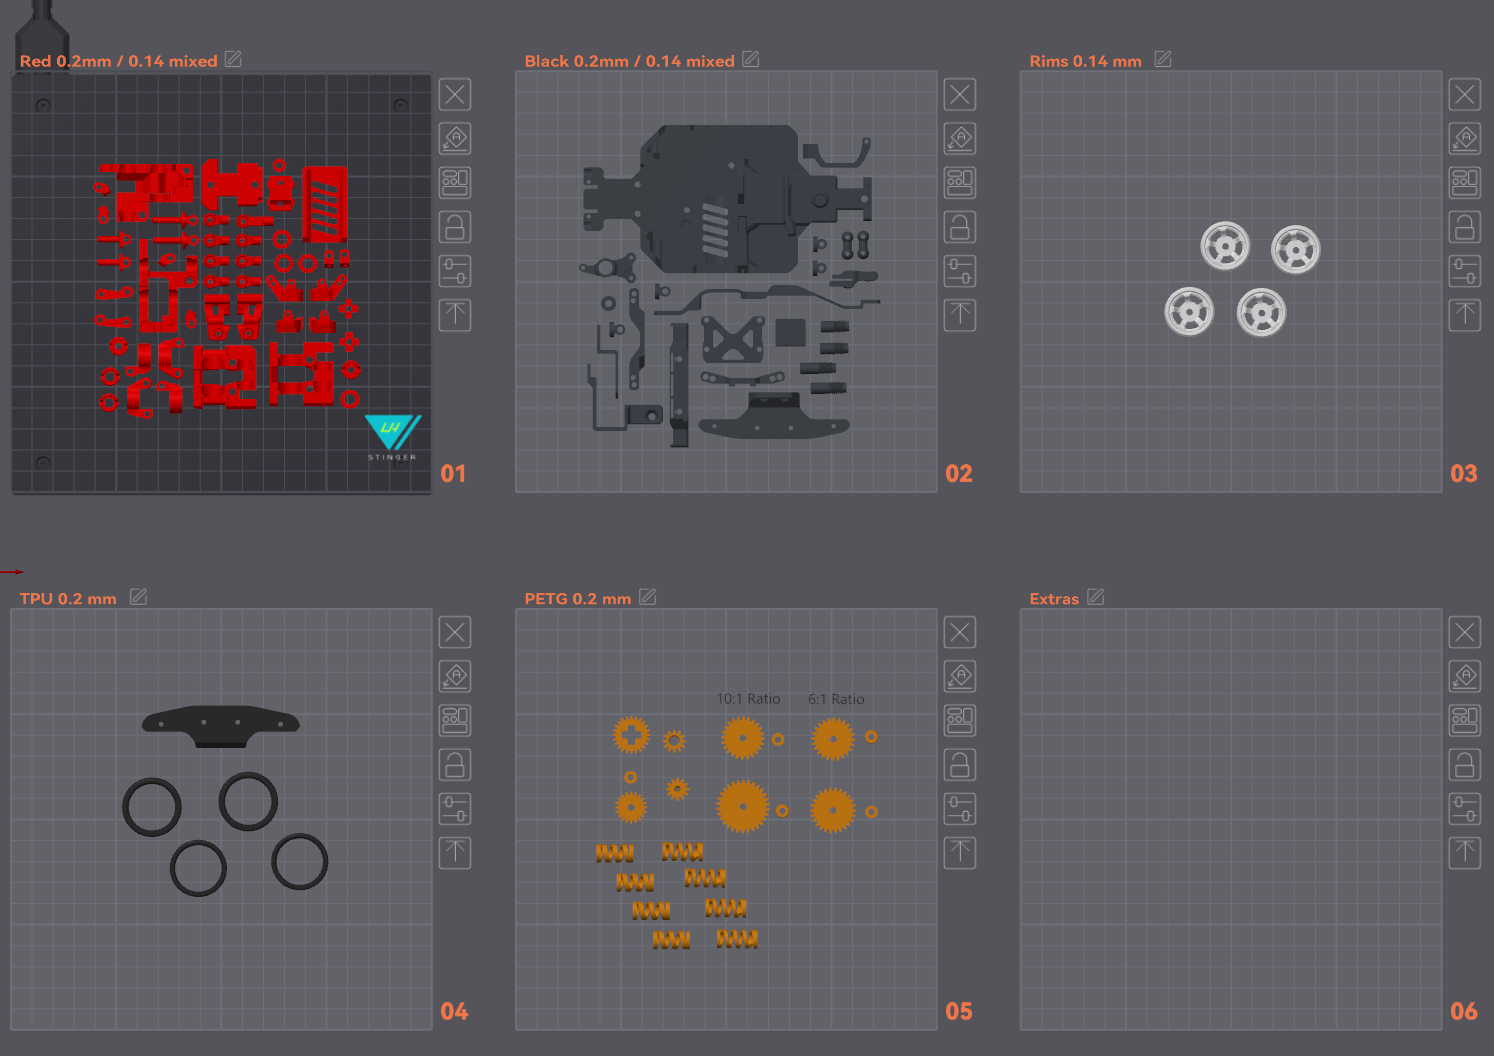 Red 0.2mm / 0.14 mixed
Black 0.2mm / 0.14 mixed
Rims 0.14 mm
STINGER
01
02
03
TPU 0.2 mm
PETG 0.2 mm
Extras
10:1 Ratio
6:1 Ratio
04
05
06